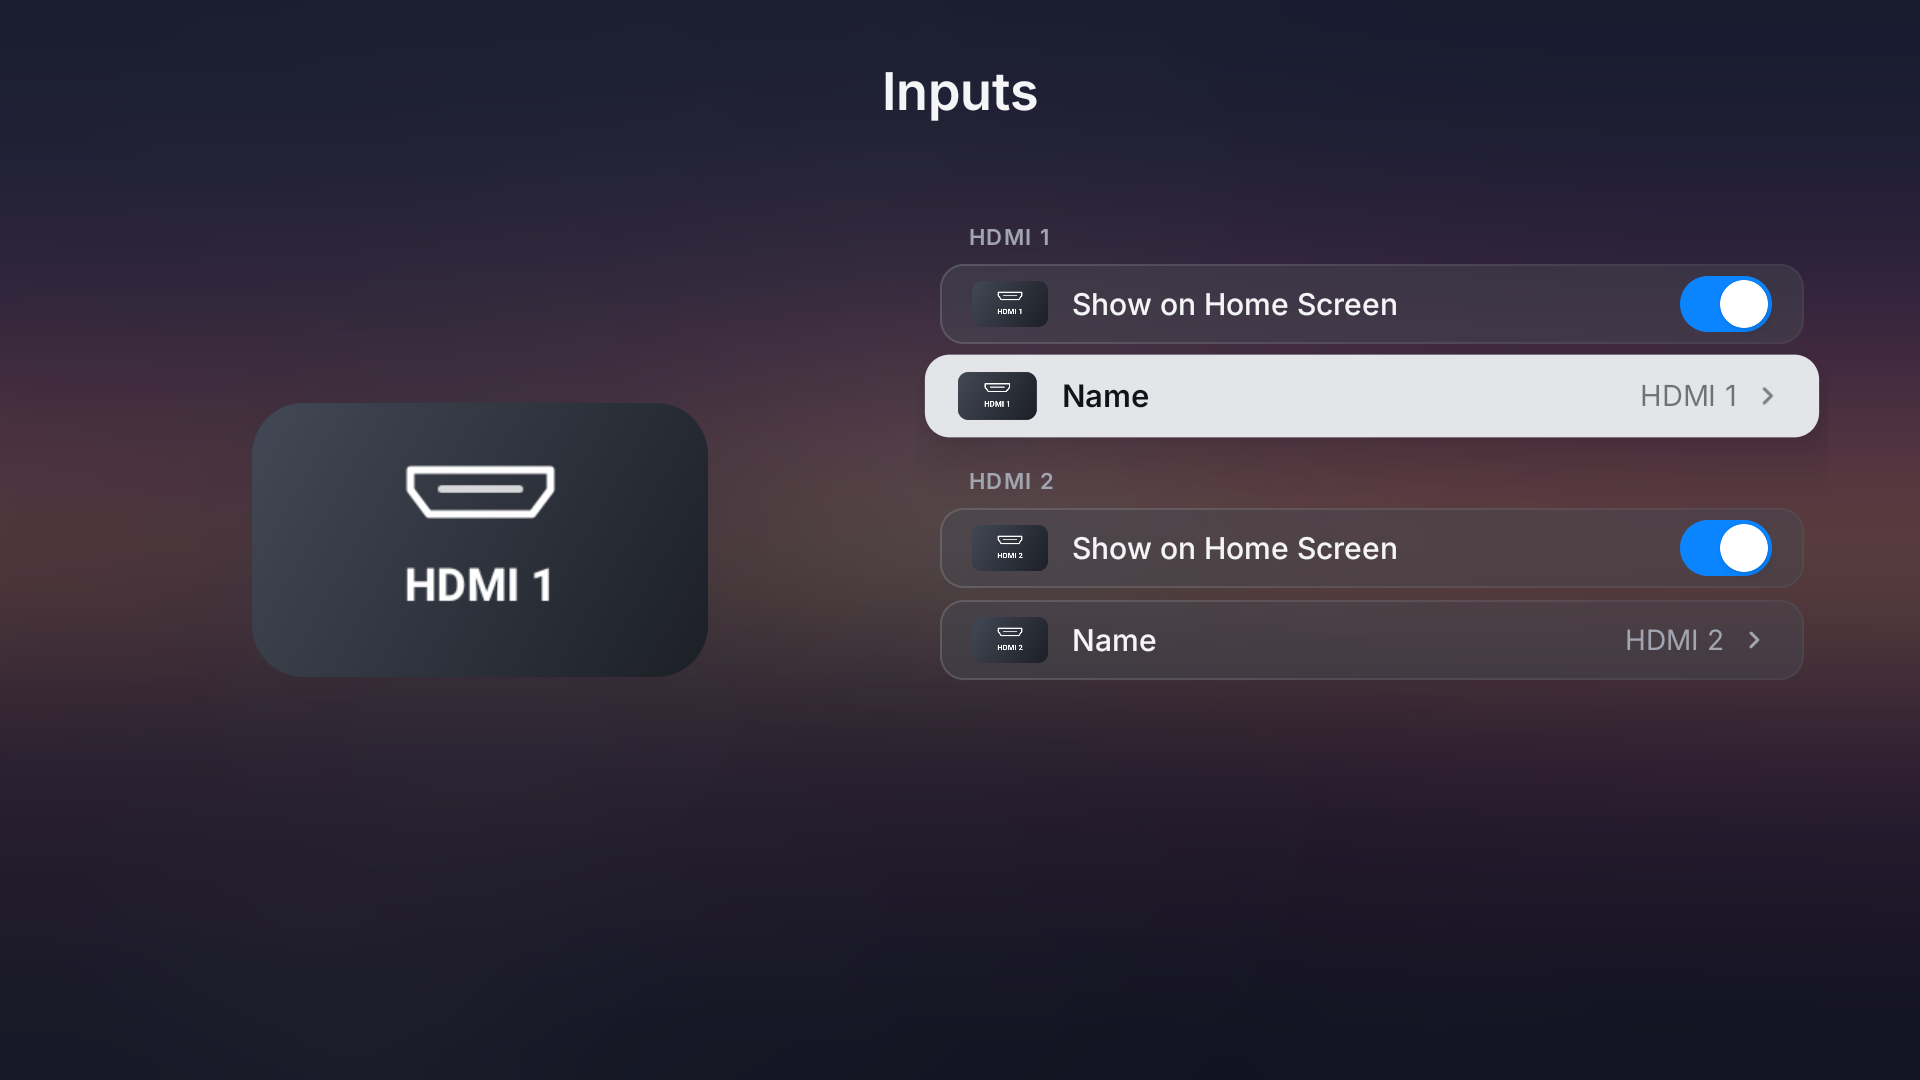 Inputs
HDMI 1
HDMI 1
HDMI 1 Show on Home Screen
HDMI 1 Name HDMI 1
HDMI 2
HDMI 2 Show on Home Screen
HDMI 2 Name HDMI 2